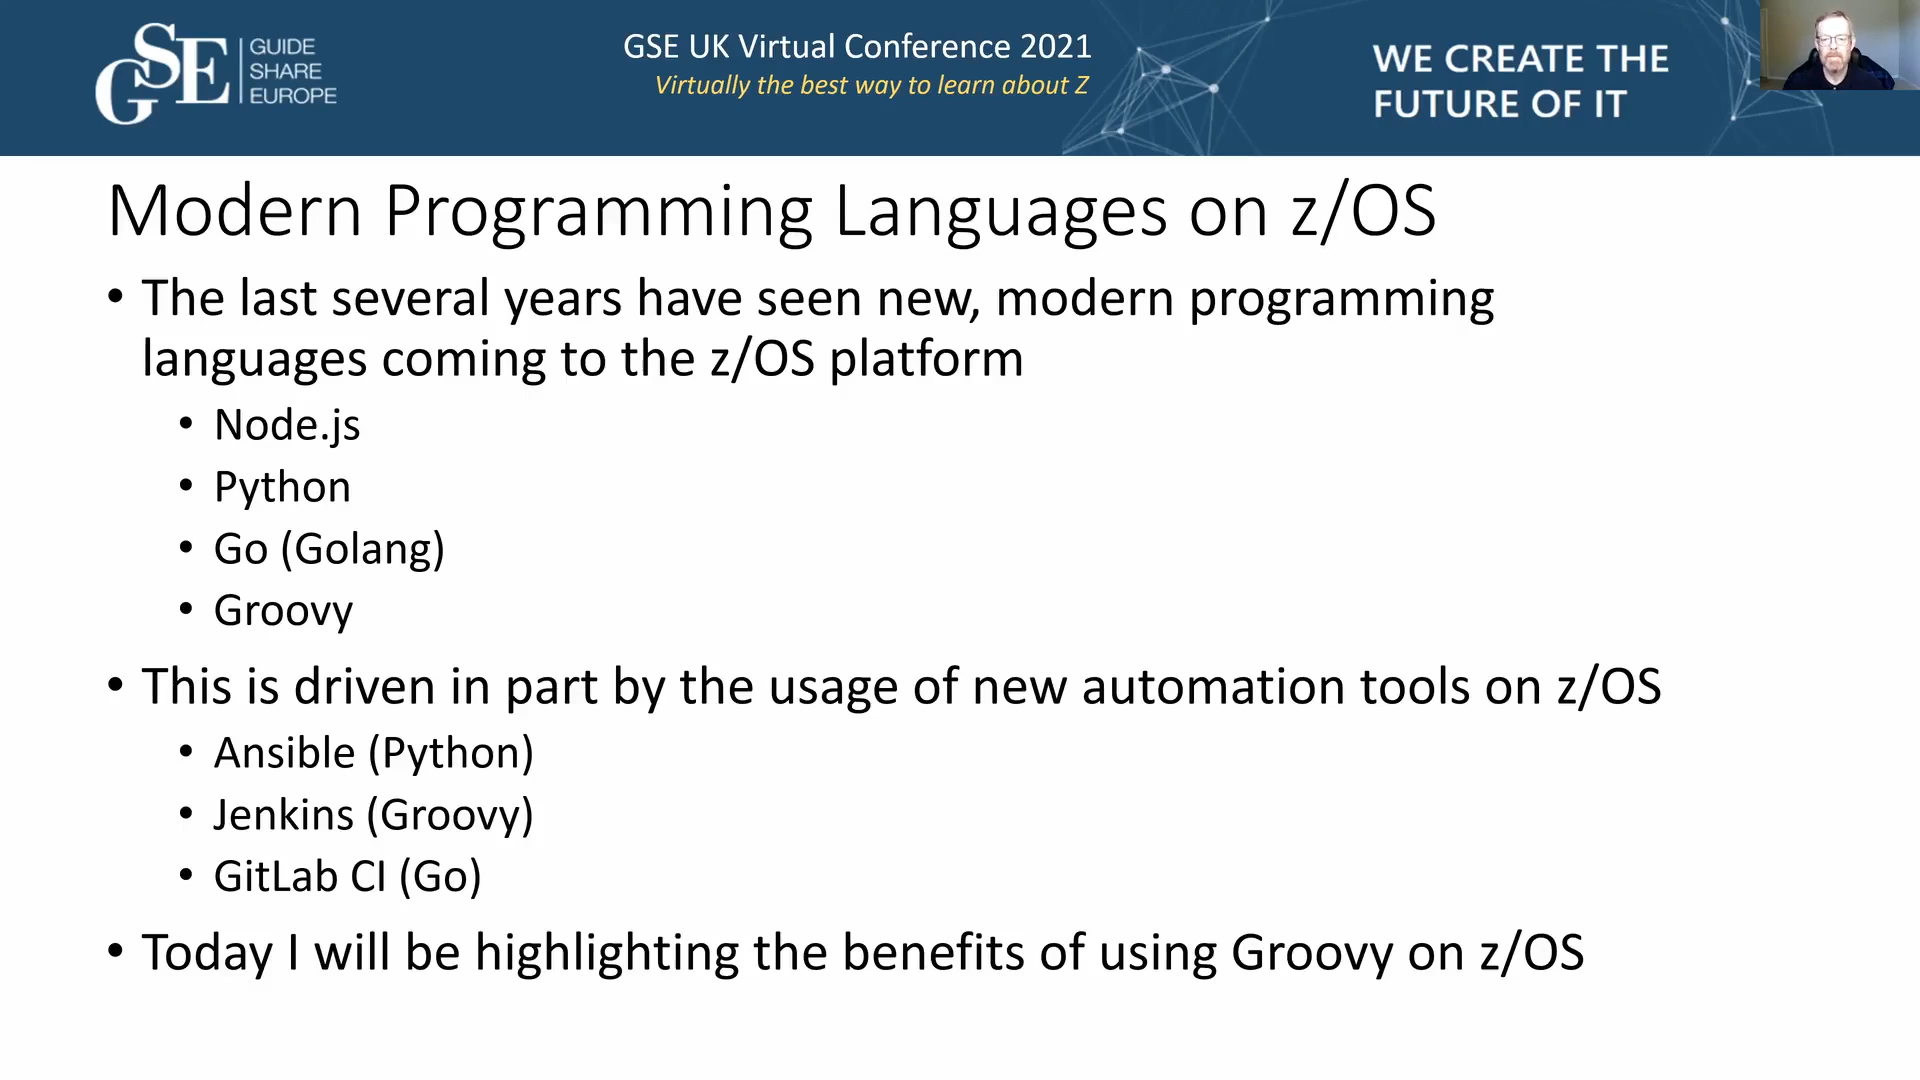 GSE
GUIDE
SHARE
EUROPE
GSE UK Virtual Conference 2021
Virtually the best way to learn about Z
WE CREATE THE
FUTURE OF IT
Modern Programming Languages on z/OS
• The last several years have seen new, modern programming
languages coming to the z/OS platform
• Node.js
• Python
• Go (Golang)
• Groovy
• This is driven in part by the usage of new automation tools on z/OS
• Ansible (Python)
• Jenkins (Groovy)
• GitLab CI (Go)
• Today I will be highlighting the benefits of using Groovy on z/OS